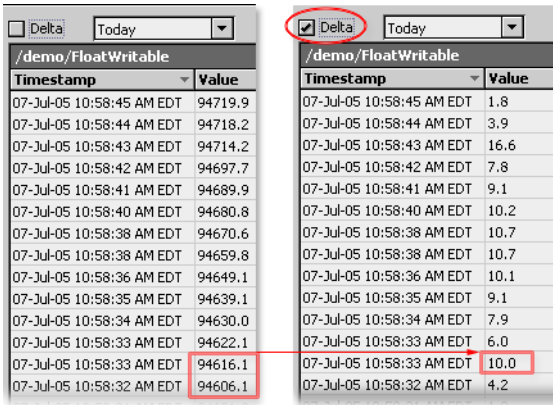 Delta Today
/demo/FloatWritable
Timestamp Value
07-Jul-05 10:58:45 AM EDT 94719.9
07-Jul-05 10:58:44 AM EDT 94718.2
07-Jul-05 10:58:43 AM EDT 94714.2
07-Jul-05 10:58:42 AM EDT 94697.7
07-Jul-05 10:58:41 AM EDT 94689.9
07-Jul-05 10:58:40 AM EDT 94680.8
07-Jul-05 10:58:38 AM EDT 94670.6
07-Jul-05 10:58:38 AM EDT 94659.8
07-Jul-05 10:58:36 AM EDT 94649.1
07-Jul-05 10:58:35 AM EDT 94639.1
07-Jul-05 10:58:34 AM EDT 94630.0
07-Jul-05 10:58:33 AM EDT 94622.1
07-Jul-05 10:58:33 AM EDT 94616.1
07-Jul-05 10:58:32 AM EDT 94606.1
Delta Today
/demo/FloatWritable
Timestamp Value
07-Jul-05 10:58:45 AM EDT 1.8
07-Jul-05 10:58:44 AM EDT 3.9
07-Jul-05 10:58:43 AM EDT 16.6
07-Jul-05 10:58:42 AM EDT 7.8
07-Jul-05 10:58:41 AM EDT 9.1
07-Jul-05 10:58:40 AM EDT 10.2
07-Jul-05 10:58:38 AM EDT 10.7
07-Jul-05 10:58:38 AM EDT 10.7
07-Jul-05 10:58:36 AM EDT 10.1
07-Jul-05 10:58:35 AM EDT 9.1
07-Jul-05 10:58:34 AM EDT 7.9
07-Jul-05 10:58:33 AM EDT 6.0
07-Jul-05 10:58:33 AM EDT 10.0
07-Jul-05 10:58:32 AM EDT 4.2